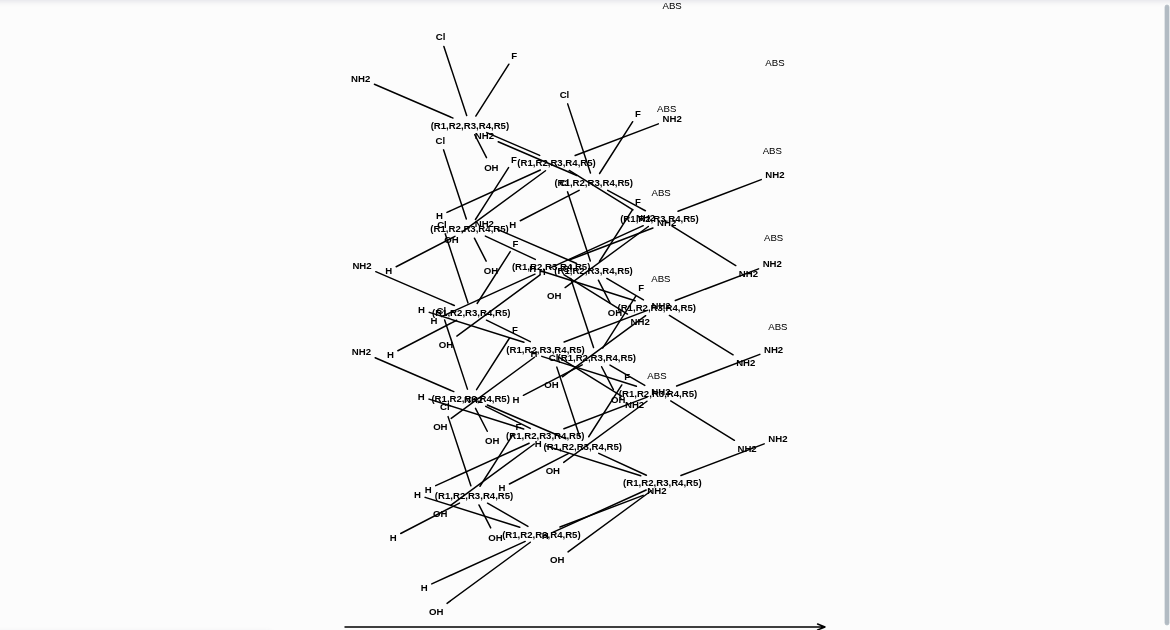 ABS
Cl
F
ABS
NH2
Cl
ABS
F
NH2
(R1,R2,R3,R4,R5)
NH2
Cl
ABS
F
(R1,R2,R3,R4,R5)
OH
NH2
(R1,R2,R3,R4,R5)
ABS
F
H
(R1,R2,R3,R4,R5)
NH2
Cl
NH2
H
(R1,R2,R3,R4,R5)
ABS
OH
F
NH2
NH2
(R1,R2,R3,R4,R5)
H
OH
(R1,R2,R3,R4,R5)
NH2
ABS
F
OH
(R1,R2,R3,R4,R5)
NH2
H
(R1,R2,R3,R4,R5)
OH
H
NH2
ABS
F
OH
(R1,R2,R3,R4,R5)
NH2
NH2
H
H
(R1,R2,R3,R4,R5)
NH2
ABS
F
OH
(R1,R2,R3,R4,R5)
H
(R1,R2,R3,R4,R5)
H
OH
NH2
Cl
OH
F
(R1,R2,R3,R4,R5)
NH2
OH
H
(R1,R2,R3,R4,R5)
NH2
OH
(R1,R2,R3,R4,R5)
NH2
H
H
H
(R1,R2,R3,R4,R5)
OH
OH
(R1,R2,R3,R4,R5)
H
OH
H
OH